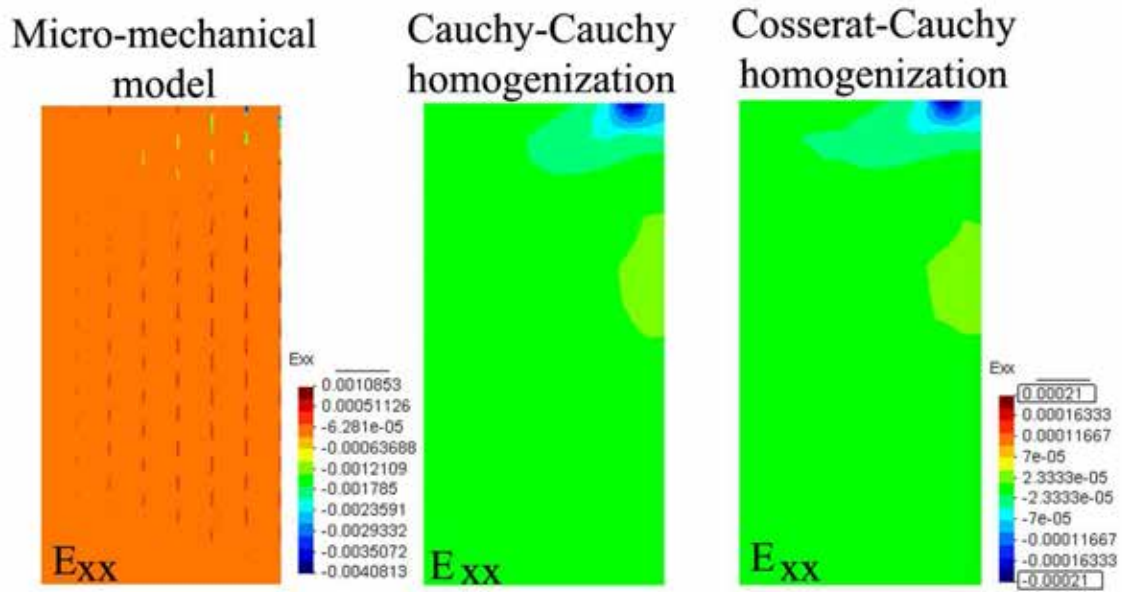 Micro-mechanical
model
Cauchy-Cauchy
homogenization
Cosserat-Cauchy
homogenization
Exx
0.0010853
0.00051126
-6.281e-05
-0.00063688
-0.0012109
-0.001785
-0.0023591
-0.0029332
-0.0035072
-0.0040813
Exx
0.00021
0.00016333
0.00011667
7e-05
2.3333e-05
-2.3333e-05
-7e-05
-0.00011667
-0.00016333
-0.00021
Exx
Exx
Exx